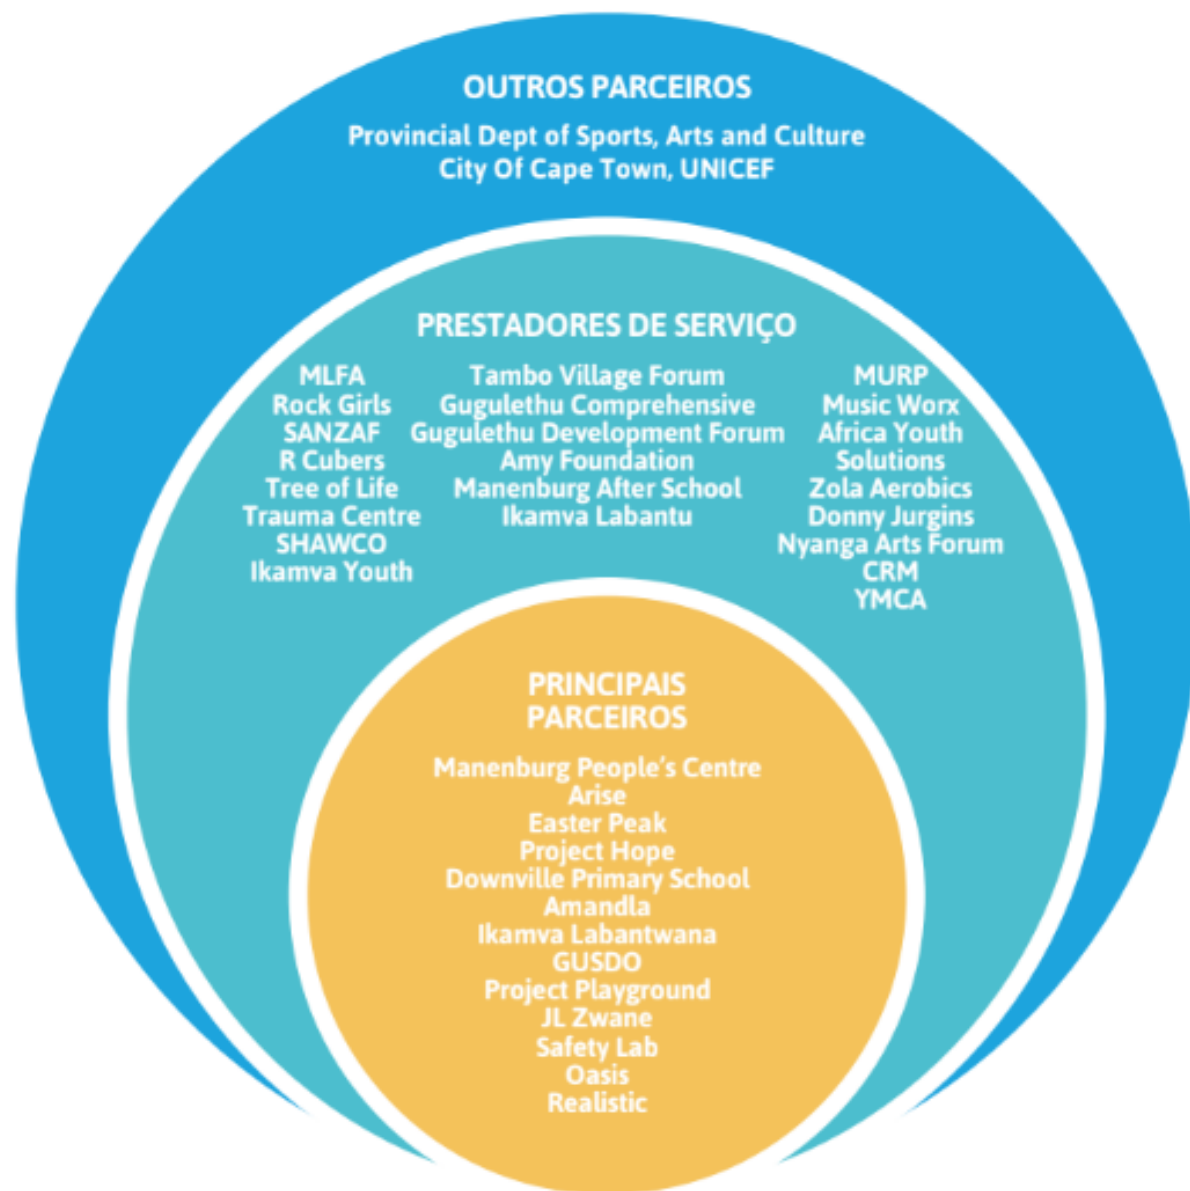 OUTROS PARCEIROS
Provincial Dept of Sports, Arts and Culture
City Of Cape Town, UNICEF
PRESTADORES DE SERVIÇO
MLFA
Rock Girls
SANZAF
R Cubers
Tree of Life
Trauma Centre
SHAWCO
Ikamva Youth
Tambo Village Forum
Gugulethu Comprehensive
Gugulethu Development Forum
Amy Foundation
Manenburg After School
Ikamva Labantu
MURP
Music Worx
Africa Youth
Solutions
Zola Aerobics
Donny Jurgins
Nyanga Arts Forum
CRM
YMCA
PRINCIPAIS
PARCEIROS
Manenburg People’s Centre
Arise
Easter Peak
Project Hope
Downville Primary School
Amandla
Ikamva Labantwana
GUSDO
Project Playground
JL Zwane
Safety Lab
Oasis
Realistic